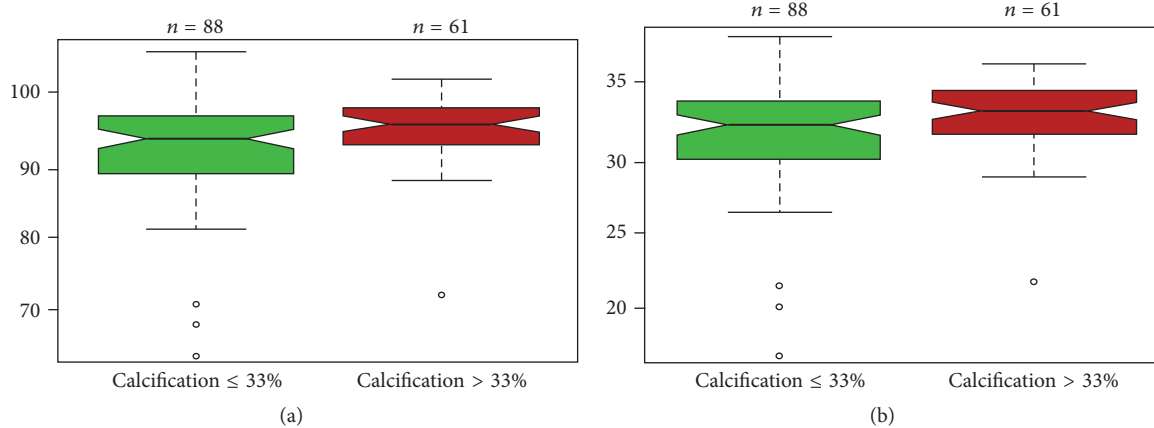 n = 88 n = 61
100
90
80
70
Calcification ≤ 33% Calcification > 33%
(a)
n = 88 n = 61
35
30
25
20
Calcification ≤ 33% Calcification > 33%
(b)